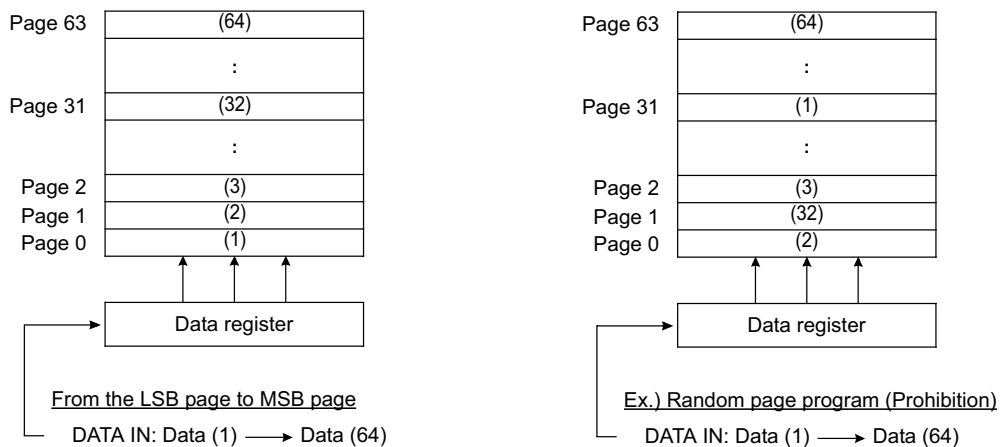 Page 63 (64)
:
Page 31 (32)
:
Page 2 (3)
Page 1 (2)
Page 0 (1)
Data register
From the LSB page to MSB page
DATA IN: Data (1) Data (64)
Page 63 (64)
:
Page 31 (1)
:
Page 2 (3)
Page 1 (32)
Page 0 (2)
Data register
Ex.) Random page program (Prohibition)
DATA IN: Data (1) Data (64)